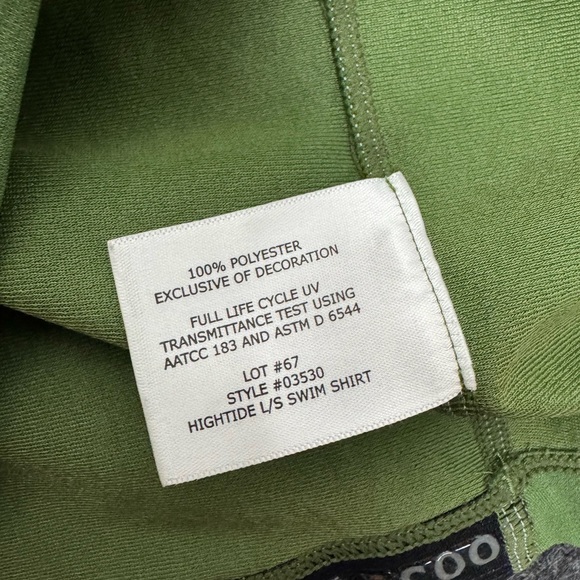 100% POLYESTER
EXCLUSIVE OF DECORATION
FULL LIFE CYCLE UV
TRANSMITTANCE TEST USING
AATCC 183 AND ASTM D 6544
LOT #67
STYLE #03530
HIGHTIDE L/S SWIM SHIRT